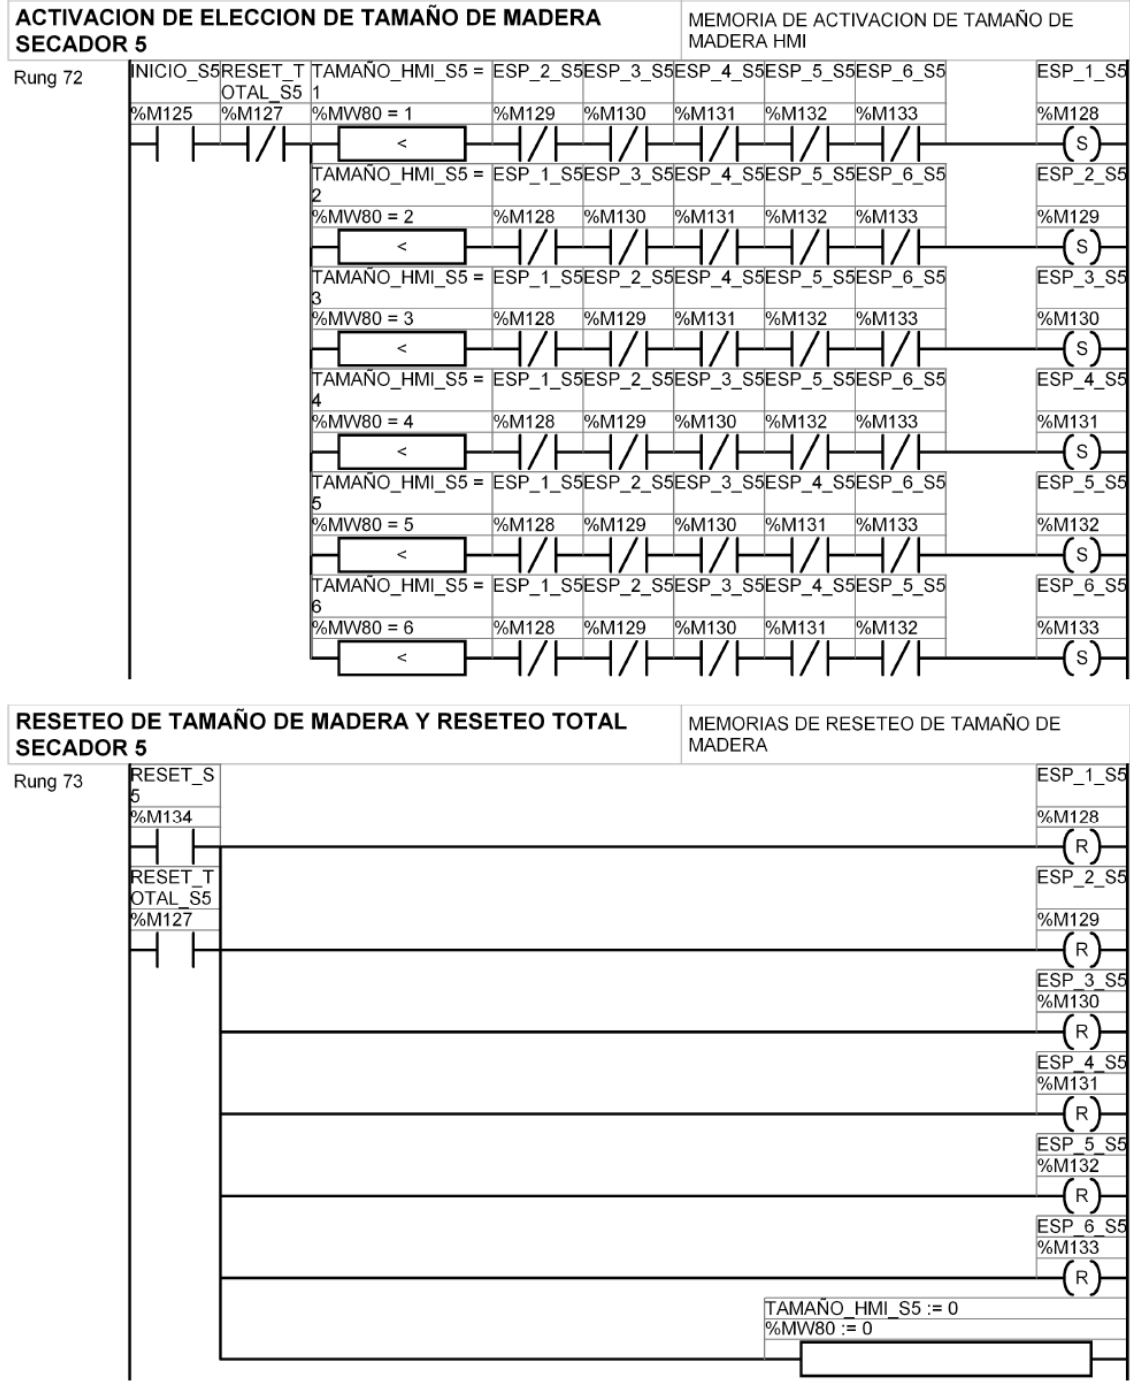 ACTIVACION DE ELECCION DE TAMAÑO DE MADERA
SECADOR 5
MEMORIA DE ACTIVACION DE TAMAÑO DE
MADERA HMI
Rung 72
INICIO_S5 RESET_T TAMAÑO_HMI_S5 = ESP_2_S5 ESP_3_S5 ESP_4_S5 ESP_5_S5 ESP_6_S5 ESP_1_S5
OTAL_S5 1
%M125 %M127 %MW80 = 1 %M129 %M130 %M131 %M132 %M133 %M128
< S
TAMAÑO_HMI_S5 = ESP_1_S5 ESP_3_S5 ESP_4_S5 ESP_5_S5 ESP_6_S5 ESP_2_S5
2
%MW80 = 2 %M128 %M130 %M131 %M132 %M133 %M129
< S
TAMAÑO_HMI_S5 = ESP_1_S5 ESP_2_S5 ESP_4_S5 ESP_5_S5 ESP_6_S5 ESP_3_S5
3
%MW80 = 3 %M128 %M129 %M131 %M132 %M133 %M130
< S
TAMAÑO_HMI_S5 = ESP_1_S5 ESP_2_S5 ESP_3_S5 ESP_5_S5 ESP_6_S5 ESP_4_S5
4
%MW80 = 4 %M128 %M129 %M130 %M132 %M133 %M131
< S
TAMAÑO_HMI_S5 = ESP_1_S5 ESP_2_S5 ESP_3_S5 ESP_4_S5 ESP_6_S5 ESP_5_S5
5
%MW80 = 5 %M128 %M129 %M130 %M131 %M133 %M132
< S
TAMAÑO_HMI_S5 = ESP_1_S5 ESP_2_S5 ESP_3_S5 ESP_4_S5 ESP_5_S5 ESP_6_S5
6
%MW80 = 6 %M128 %M129 %M130 %M131 %M132 %M133
< S
RESETEO DE TAMAÑO DE MADERA Y RESETEO TOTAL
SECADOR 5
MEMORIAS DE RESETEO DE TAMAÑO DE
MADERA
Rung 73
RESET_S ESP_1_S5
5
%M134 %M128
R
RESET_T ESP_2_S5
OTAL_S5
%M127 %M129
R
ESP_3_S5
%M130
R
ESP_4_S5
%M131
R
ESP_5_S5
%M132
R
ESP_6_S5
%M133
R
TAMAÑO_HMI_S5 := 0
%MW80 := 0